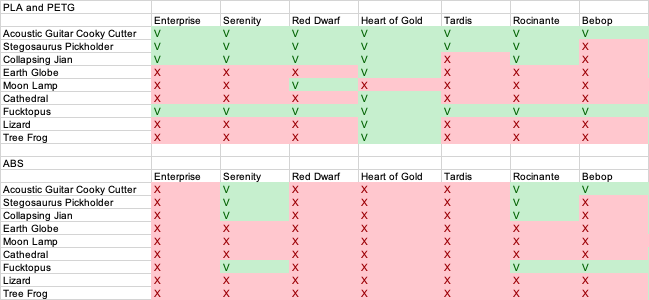 PLA and PETG
Enterprise Serenity Red Dwarf Heart of Gold Tardis Rocinante Bebop
Acoustic Guitar Cooky Cutter V V V V V V V
Stegosaurus Pickholder V V V V V V X
Collapsing Jian V V V V X V X
Earth Globe X X X V X X X
Moon Lamp X X V X X X X
Cathedral X X X V X X X
Fucktopus V V V V V V V
Lizard X X X V X X X
Tree Frog X X X V X X X
ABS
Enterprise Serenity Red Dwarf Heart of Gold Tardis Rocinante Bebop
Acoustic Guitar Cooky Cutter X V X X X V V
Stegosaurus Pickholder X V X X X V X
Collapsing Jian X V X X X V X
Earth Globe X X X X X X X
Moon Lamp X X X X X X X
Cathedral X X X X X X X
Fucktopus X V X X X V V
Lizard X X X X X X X
Tree Frog X X X X X X X